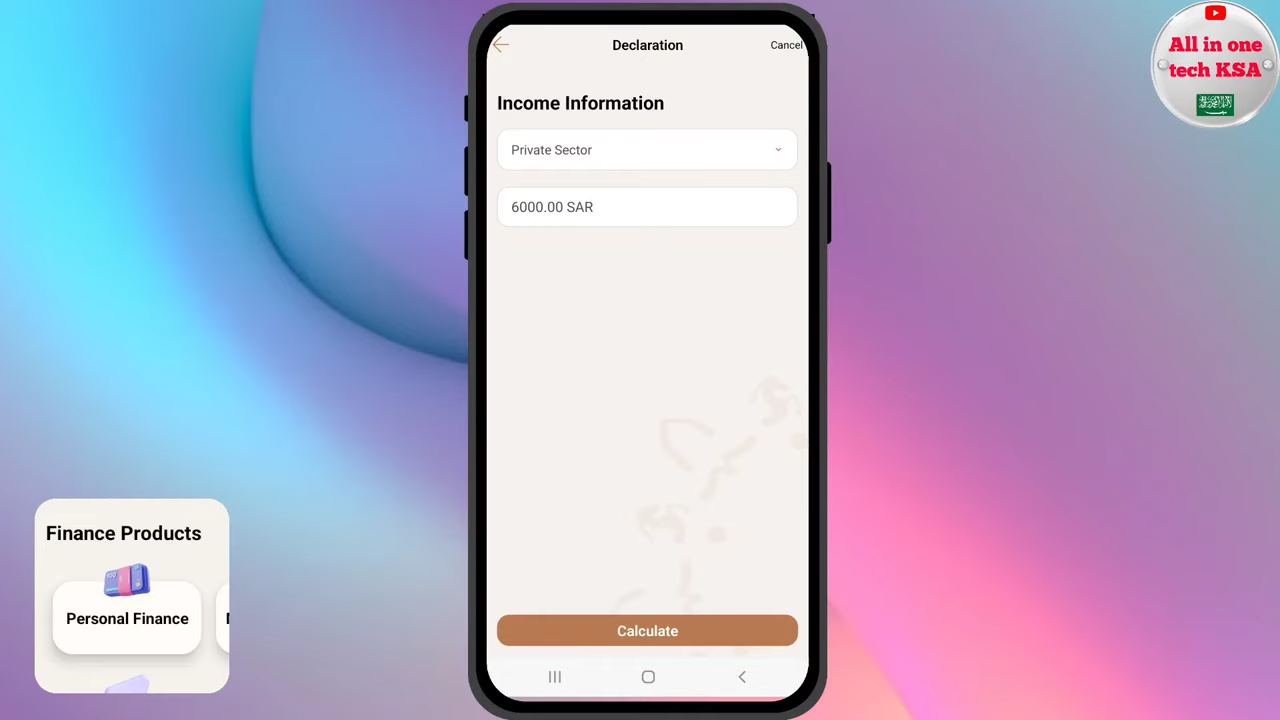 Declaration
Cancel
Income Information
Private Sector
6000.00 SAR
Calculate
Finance Products
Personal Finance
All in one
tech KSA